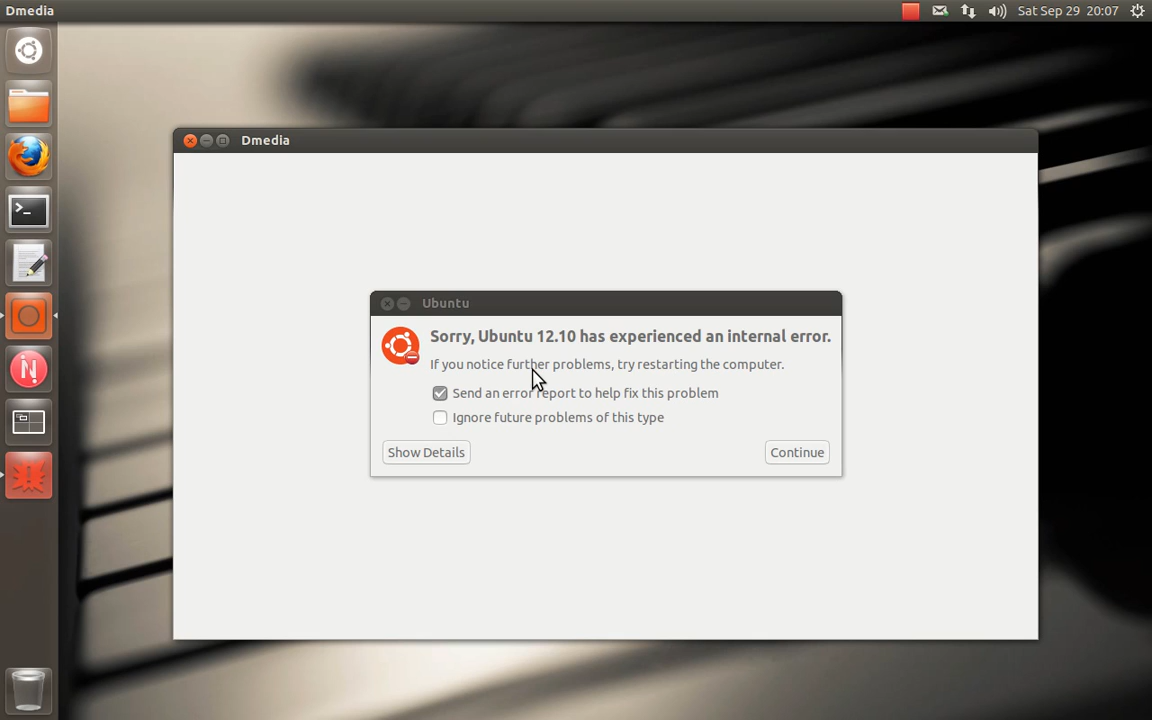 Dmedia
Sat Sep 29 20:07
Dmedia
Ubuntu
Sorry, Ubuntu 12.10 has experienced an internal error.
If you notice further problems, try restarting the computer.
Send an error report to help fix this problem
Ignore future problems of this type
Show Details
Continue